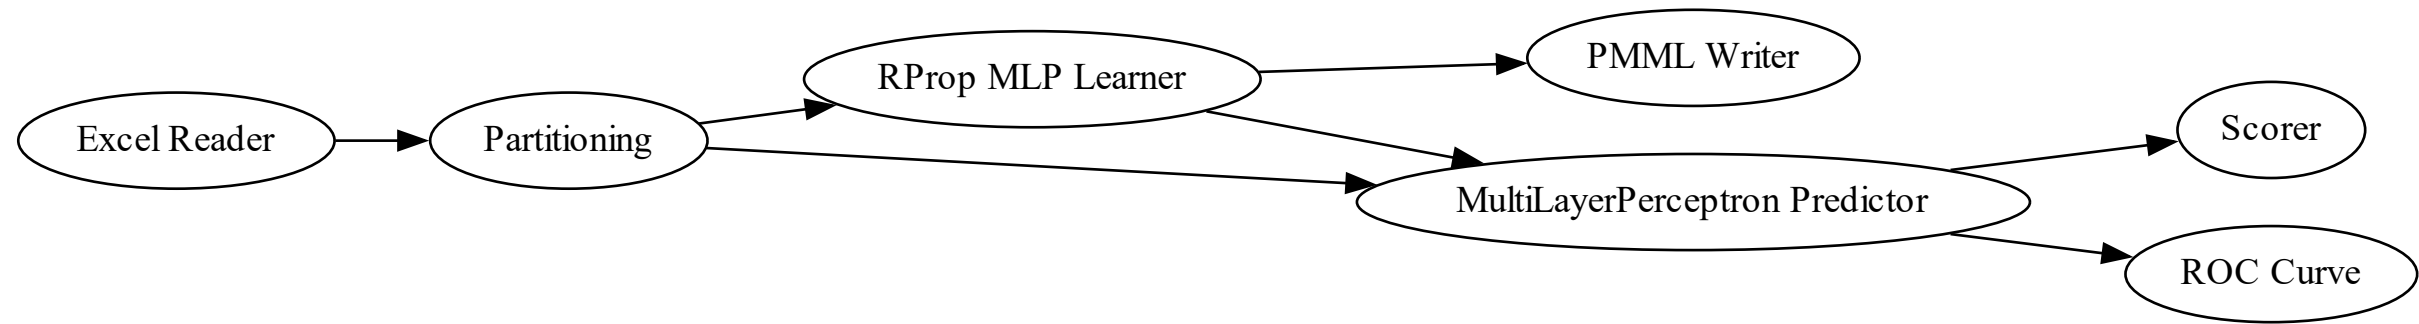 Excel Reader
Partitioning
RProp MLP Learner
PMML Writer
MultiLayerPerceptron Predictor
Scorer
ROC Curve